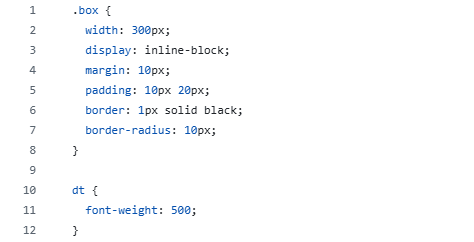 1 .box {
2   width: 300px;
3   display: inline-block;
4   margin: 10px;
5   padding: 10px 20px;
6   border: 1px solid black;
7   border-radius: 10px;
8 }
9
10 dt {
11   font-weight: 500;
12 }